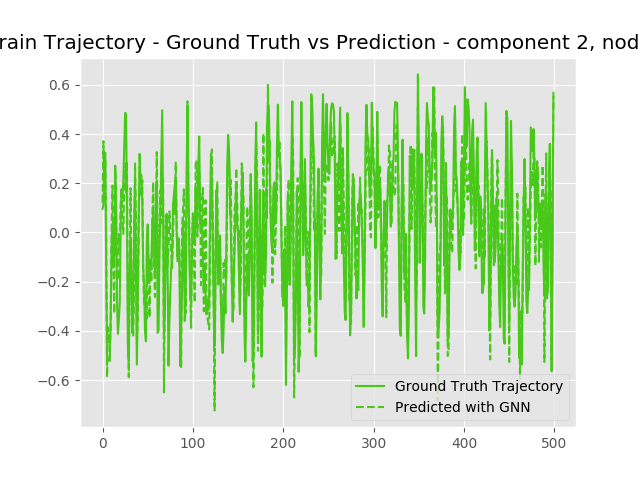 rain Trajectory - Ground Truth vs Prediction - component 2, nod
0.6
0.4
0.2
0.0
−0.2
−0.4
−0.6
0 100 200 300 400 500
Ground Truth Trajectory
Predicted with GNN